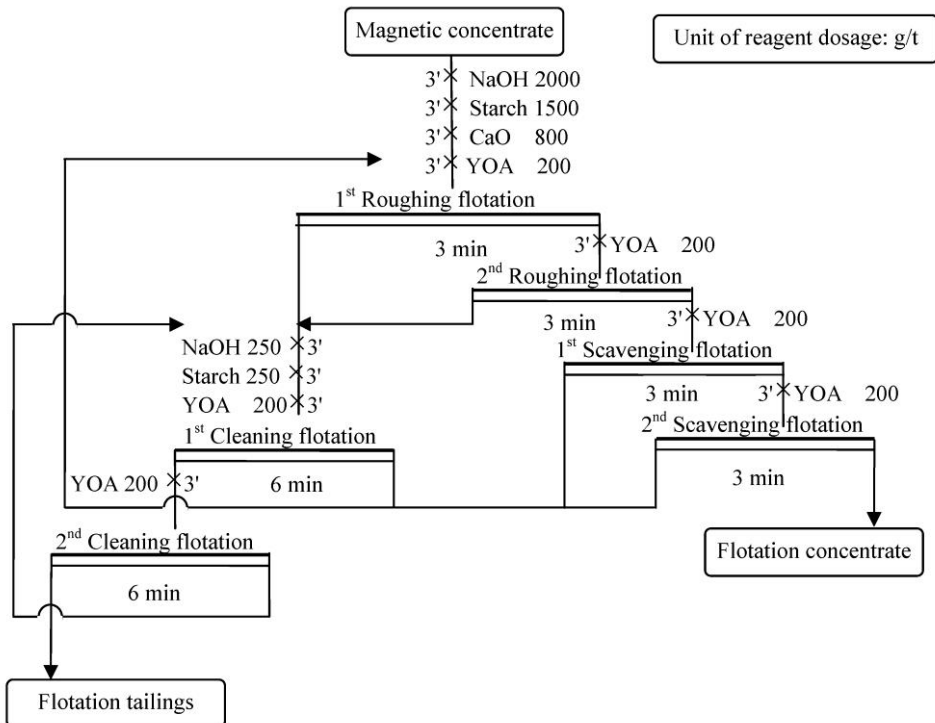 Magnetic concentrate
Unit of reagent dosage: g/t
3' NaOH 2000
3' Starch 1500
3' CaO 800
3' YOA 200
1st Roughing flotation
3 min
3' YOA 200
2nd Roughing flotation
3 min
3' YOA 200
NaOH 250 3'
Starch 250 3'
YOA 200 3'
1st Scavenging flotation
3 min
3' YOA 200
1st Cleaning flotation
6 min
2nd Scavenging flotation
3 min
YOA 200 3'
2nd Cleaning flotation
6 min
Flotation concentrate
Flotation tailings